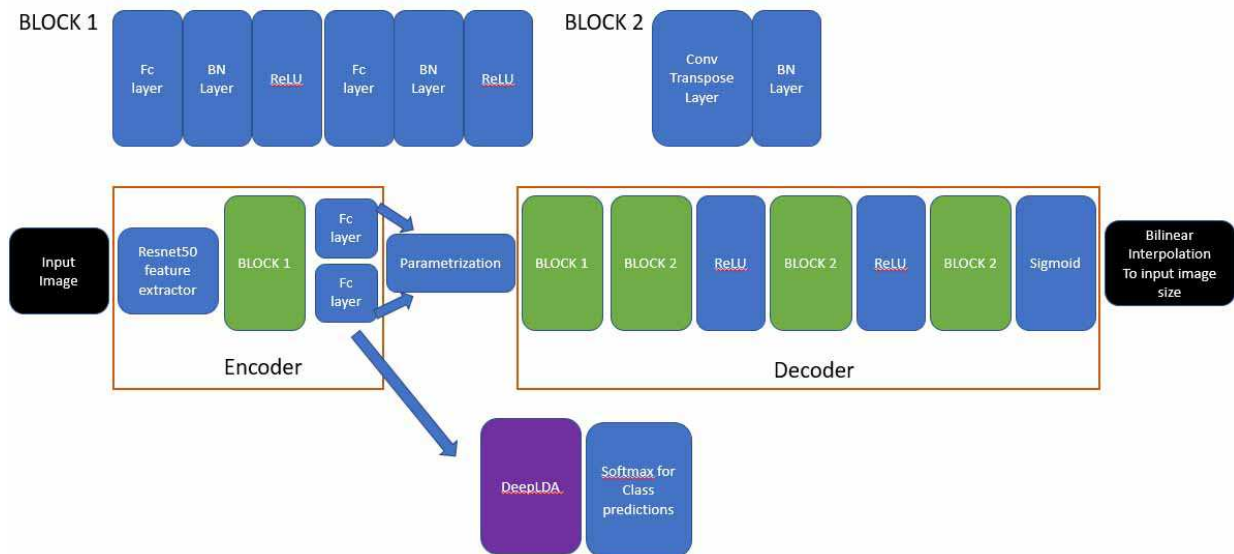 BLOCK 1
Fc
layer
BN
Layer
ReLU
Fc
layer
BN
Layer
ReLU
BLOCK 2
Conv
Transpose
Layer
BN
Layer
Input
Image
Resnet50
feature
extractor
BLOCK 1
Fc
layer
Fc
layer
Encoder
Parametrization
BLOCK 1
BLOCK 2
ReLU
BLOCK 2
ReLU
BLOCK 2
Sigmoid
Decoder
Bilinear
Interpolation
To input image
size
DeepLDA
Softmax for
Class
predictions